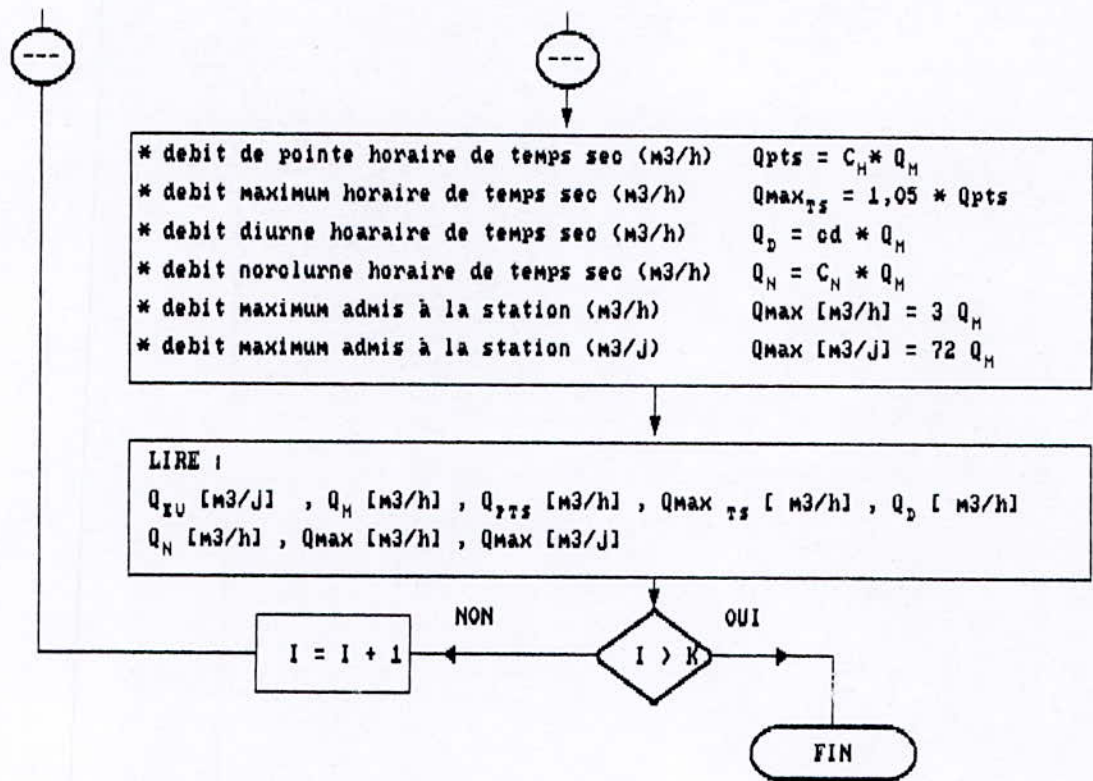 ---
---
* debit de pointe horaire de temps sec (m3/h) Qpts = C_H* Q_M
* debit maximum horaire de temps sec (m3/h) Qmax_TS = 1,05 * Qpts
* debit diurne hoaraire de temps sec (m3/h) Q_D = cd * Q_M
* debit norclurne horaire de temps sec (m3/h) Q_N = C_N * Q_M
* debit maximum admis à la station (m3/h) Qmax [m3/h] = 3 Q_M
* debit maximum admis à la station (m3/j) Qmax [m3/j] = 72 Q_M
LIRE :
Q_EU [m3/j] , Q_M [m3/h] , Q_PTS [m3/h] , Qmax _TS [ m3/h] , Q_D [ m3/h]
Q_N [m3/h] , Qmax [m3/h] , Qmax [m3/j]
NON OUI
I = I + 1 I > K
FIN